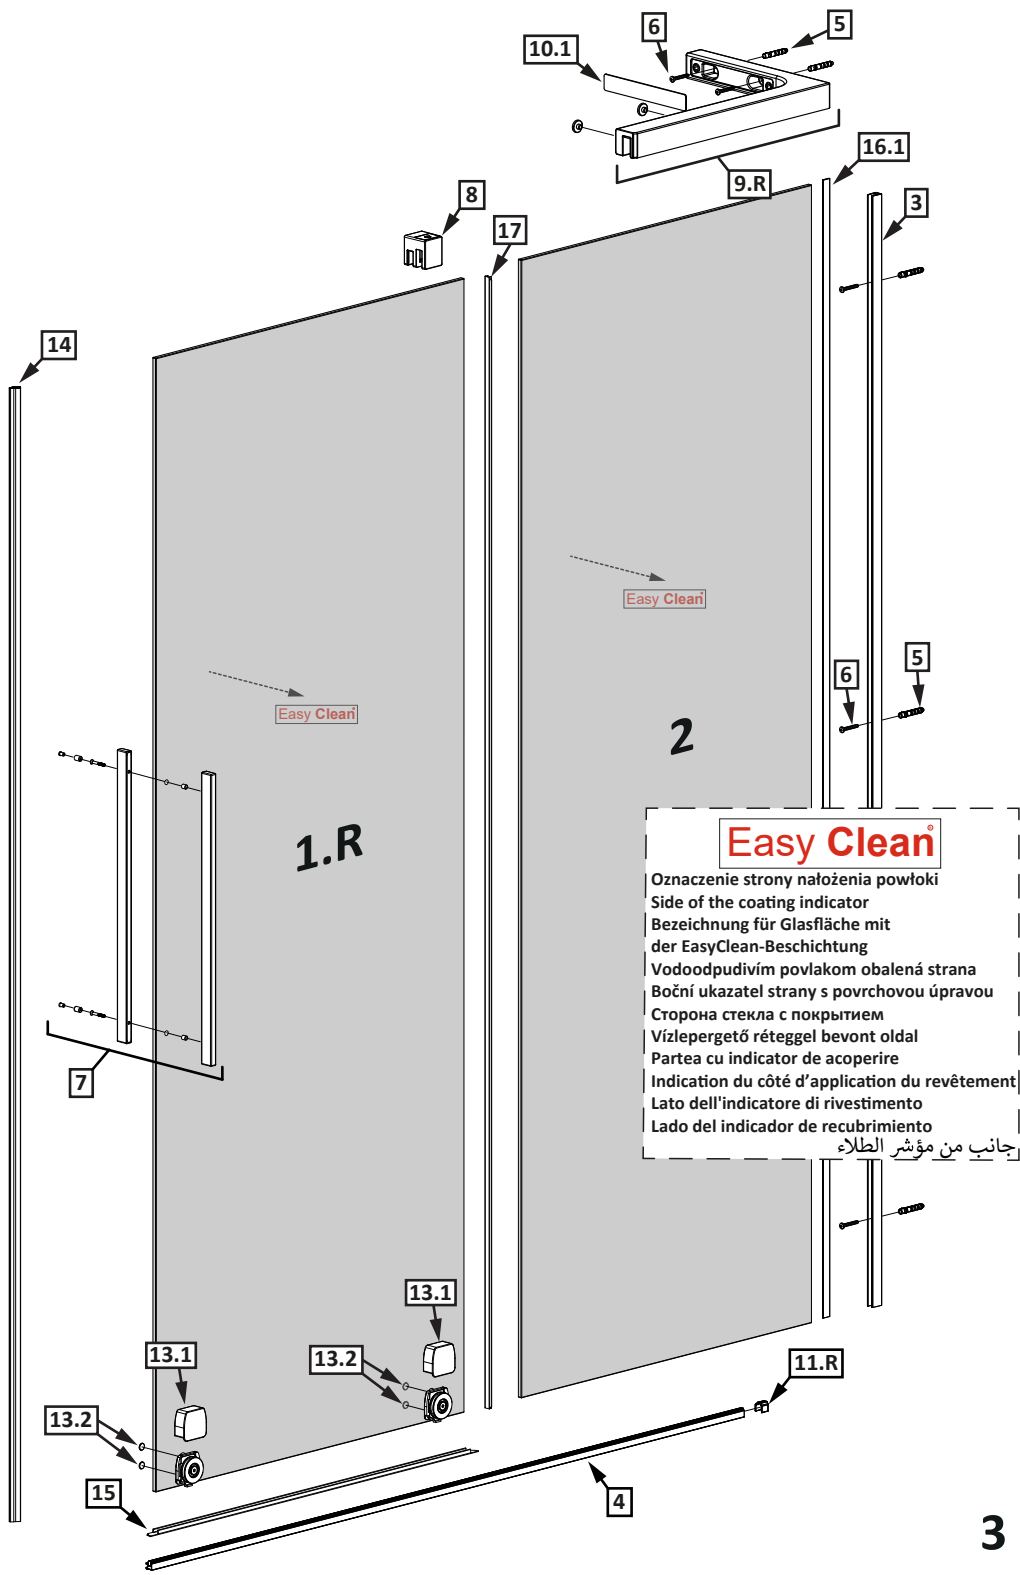 5
6
10.1
16.1
9.R
8
3
17
14
Easy Clean
Easy Clean
5
6
2
1.R
Easy Clean®
Oznaczenie strony nałożenia powłoki
Side of the coating indicator
Bezeichnung für Glasfläche mit
der EasyClean-Beschichtung
Vodoodpudivím povlakom obalená strana
Boční ukazatel strany s povrchovou úpravou
Сторона стекла с покрытием
Vízlepergető réteggel bevont oldal
Partea cu indicator de acoperire
Indication du côté d’application du revêtement
Lato dell'indicatore di rivestimento
Lado del indicador de recubrimiento
جانب من مؤشر الطلاء
7
13.1
13.1
13.2
11.R
13.2
15
4
3